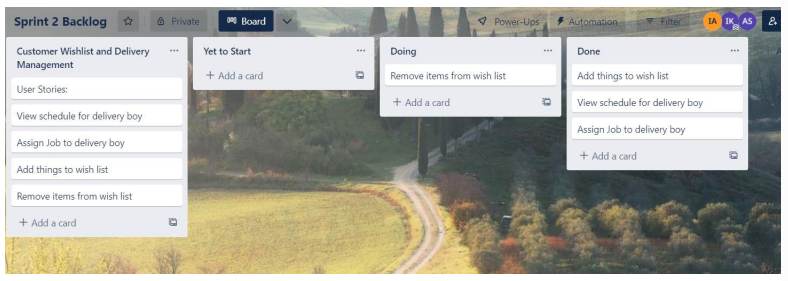 Sprint 2 Backlog
Private
Board
Power-Ups
Automation
Filter
IA
IK
AS
Customer Wishlist and Delivery
Management
User Stories:
View schedule for delivery boy
Assign Job to delivery boy
Add things to wish list
Remove items from wish list
+ Add a card
Yet to Start
+ Add a card
Doing
Remove items from wish list
+ Add a card
Done
Add things to wish list
View schedule for delivery boy
Assign Job to delivery boy
+ Add a card